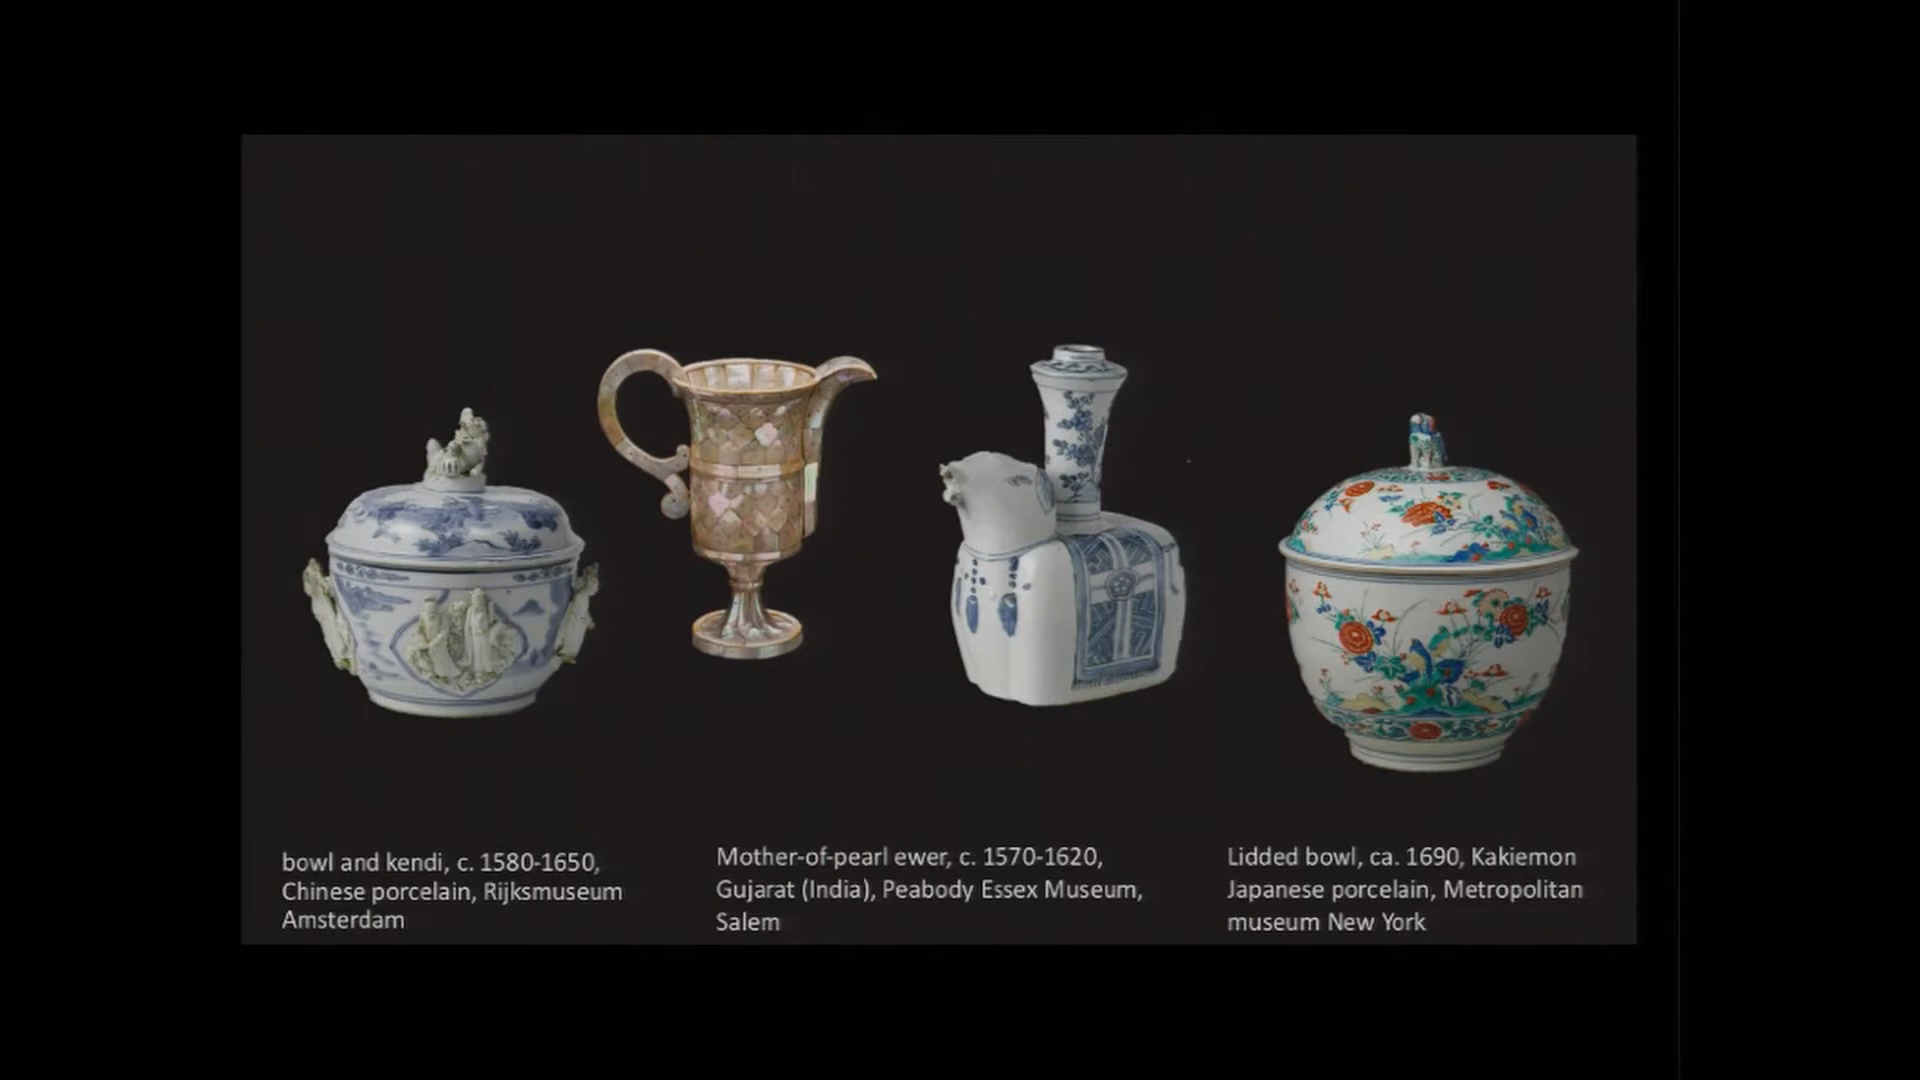 bowl and kendi, c. 1580-1650,
Chinese porcelain, Rijksmuseum
Amsterdam
Mother-of-pearl ewer, c. 1570-1620,
Gujarat (India), Peabody Essex Museum,
Salem
Lidded bowl, ca. 1690, Kakiemon
Japanese porcelain, Metropolitan
museum New York